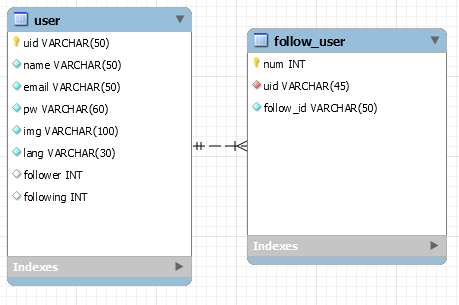 user
uid VARCHAR(50)
name VARCHAR(50)
email VARCHAR(50)
pw VARCHAR(60)
img VARCHAR(100)
lang VARCHAR(30)
follower INT
following INT
Indexes
follow_user
num INT
uid VARCHAR(45)
follow_id VARCHAR(50)
Indexes